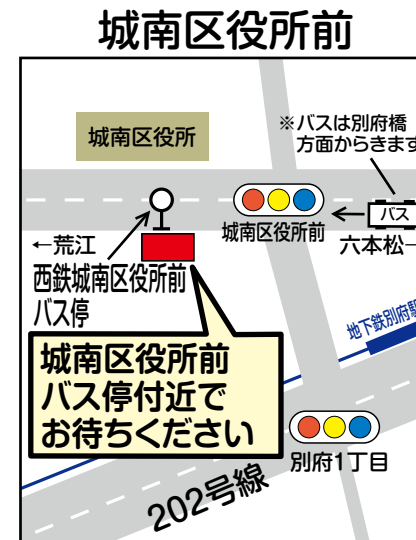 城南区役所前
城南区役所
※バスは別府橋
方面からきます
バス
城南区役所前
←荒江
六本松
西鉄城南区役所前
バス停
地下鉄別府駅
城南区役所前
バス停付近で
お待ちください
別府1丁目
202号線